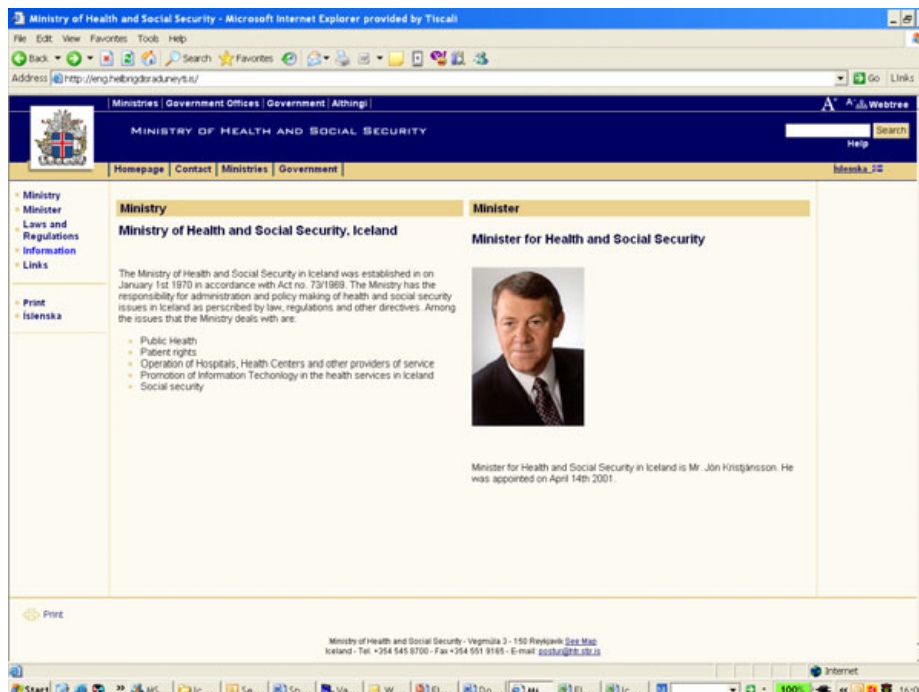 Ministry of Health and Social Security - Microsoft Internet Explorer provided by Tiscali
File Edit View Favorites Tools Help
Back Search Favorites
Address http://eng.heilbrigdisraduneyti.is/ Go Links
Ministries | Government Offices | Government | Althingi | A+ A- Webtree
MINISTRY OF HEALTH AND SOCIAL SECURITY Search
Help
Homepage | Contact | Ministries | Government | Íslenska
Ministry
Minister
Laws and
Regulations
Information
Links
Print
Íslenska
Ministry
Ministry of Health and Social Security, Iceland
The Ministry of Health and Social Security in Iceland was established in on
January 1st 1970 in accordance with Act no. 73/1969. The Ministry has the
responsibility for administration and policy making of health and social security
issues in Iceland as perscribed by law, regulations and other directives. Among
the issues that the Ministry deals with are:
Public Health
Patient rights
Operation of Hospitals, Health Centers and other providers of service
Promotion of Information Techonlogy in the health services in Iceland
Social security
Minister
Minister for Health and Social Security
Minister for Health and Social Security in Iceland is Mr. Jón Kristjánsson. He
was appointed on April 14th 2001.
Print
Ministry of Health and Social Security - Vegmúla 3 - 150 Reykjavik See Map
Iceland - Tel. +354 545 8700 - Fax +354 551 9165 - E-mail: postur@htr.stjr.is
Internet
Start 100%